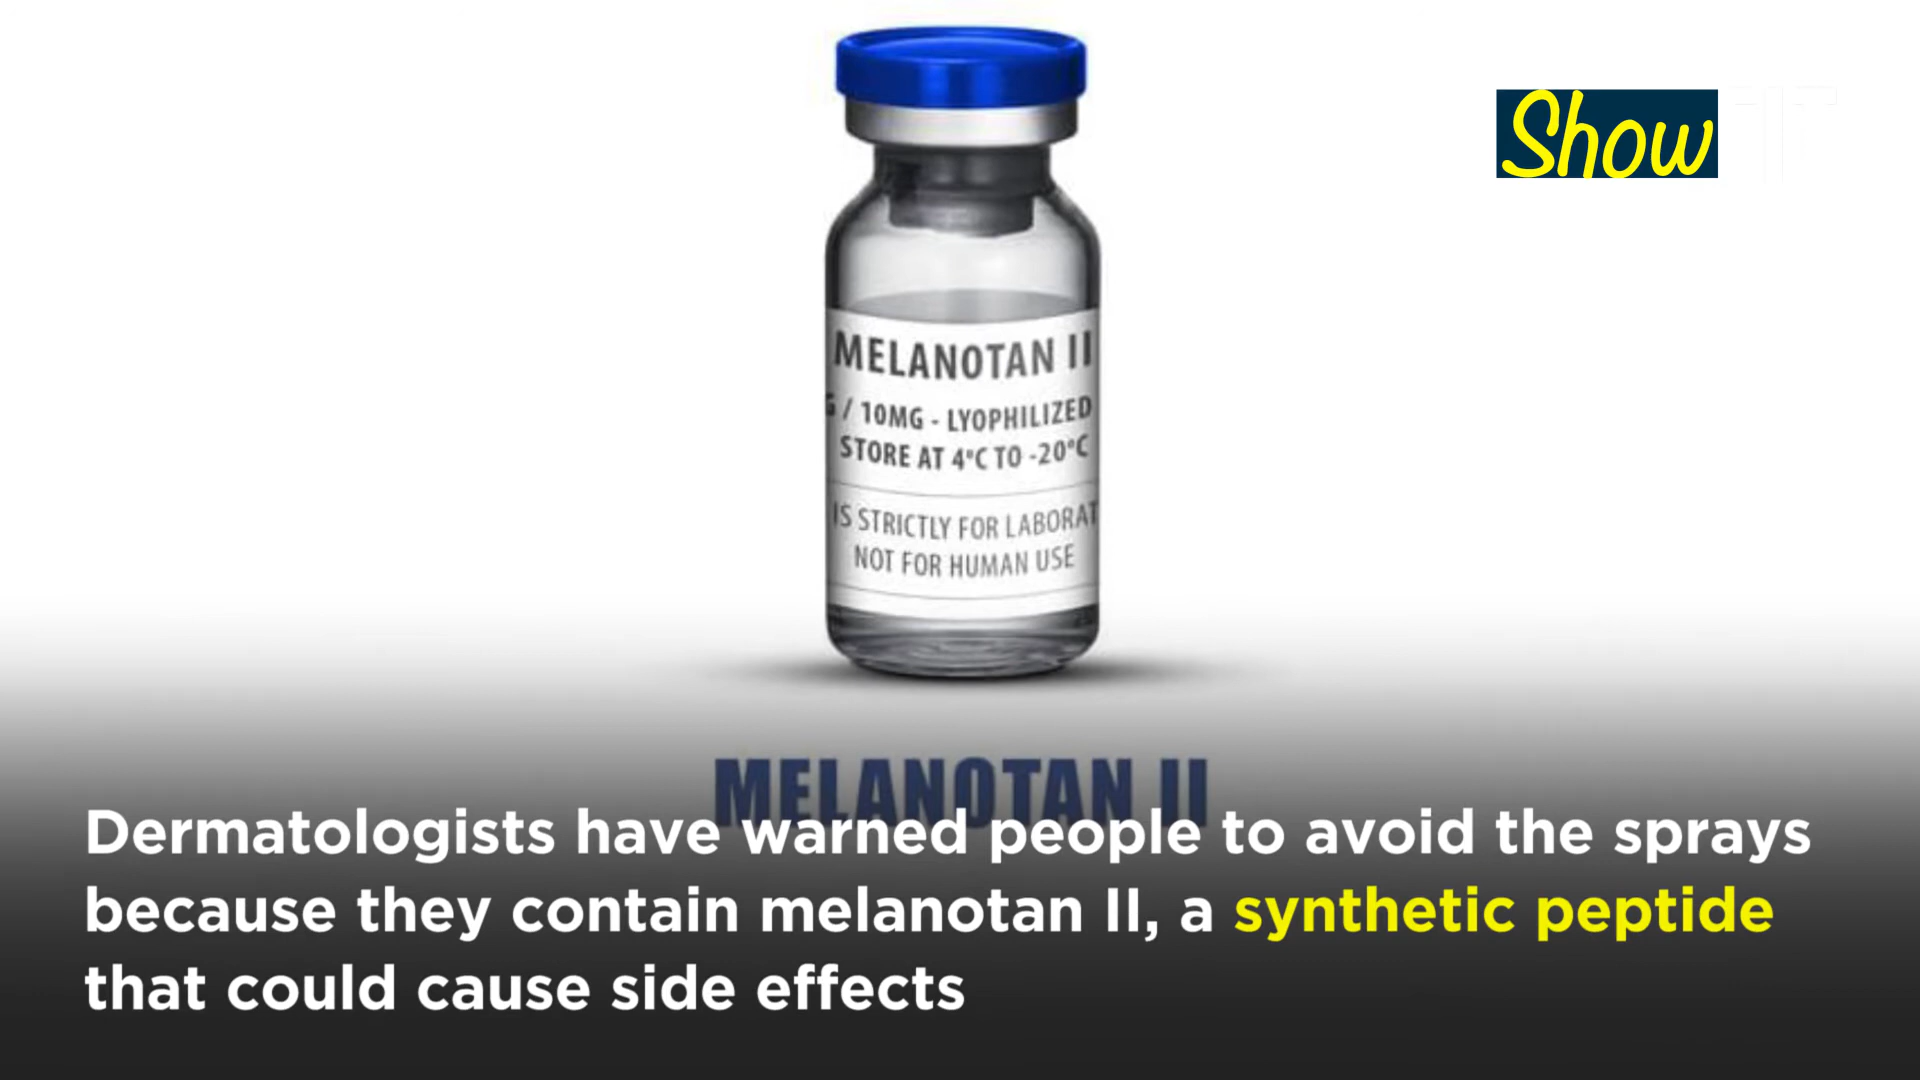 Show
MELANOTAN II
/ 10MG - LYOPHILIZED
STORE AT 4°C TO -20°C
IS STRICTLY FOR LABORAT
NOT FOR HUMAN USE
MELANOTAN II
Dermatologists have warned people to avoid the sprays
because they contain melanotan II, a synthetic peptide
that could cause side effects